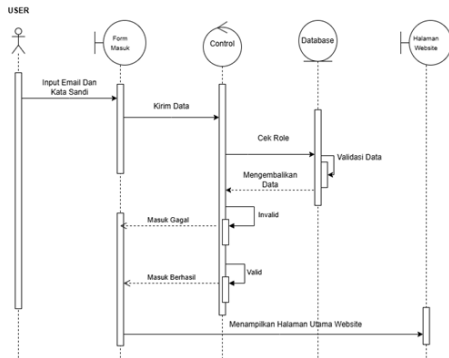 USER
Form
Masuk
Control
Database
Halaman
Website
Input Email Dan
Kata Sandi
Kirim Data
Cek Role
Validasi Data
Mengembalikan
Data
Invalid
Masuk Gagal
Valid
Masuk Berhasil
Menampilkan Halaman Utama Website